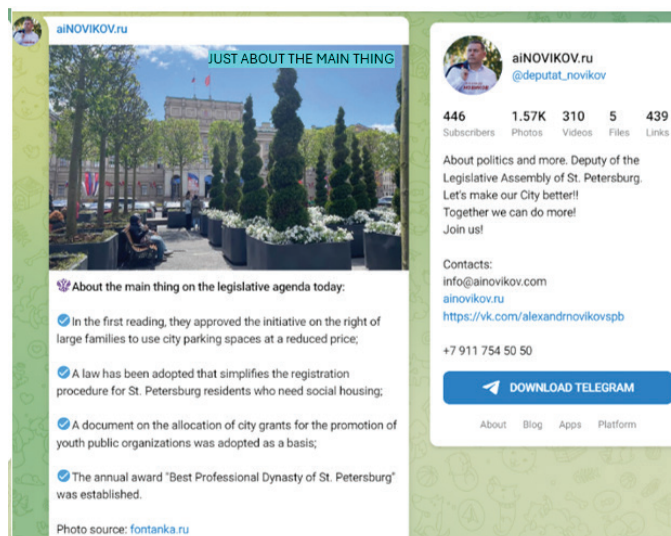 aiNOVIKOV.ru
JUST ABOUT THE MAIN THING
About the main thing on the legislative agenda today:
In the first reading, they approved the initiative on the right of
large families to use city parking spaces at a reduced price;
A law has been adopted that simplifies the registration
procedure for St. Petersburg residents who need social housing;
A document on the allocation of city grants for the promotion of
youth public organizations was adopted as a basis;
The annual award "Best Professional Dynasty of St. Petersburg"
was established.
Photo source: fontanka.ru
aiNOVIKOV.ru
@deputat_novikov
446 1.57K 310 5 439
Subscribers Photos Videos Files Links
About politics and more. Deputy of the
Legislative Assembly of St. Petersburg.
Let's make our City better!!
Together we can do more!
Join us!
Contacts:
info@ainovikov.com
ainovikov.ru
https://vk.com/alexandrnovikovspb
+7 911 754 50 50
DOWNLOAD TELEGRAM
About Blog Apps Platform